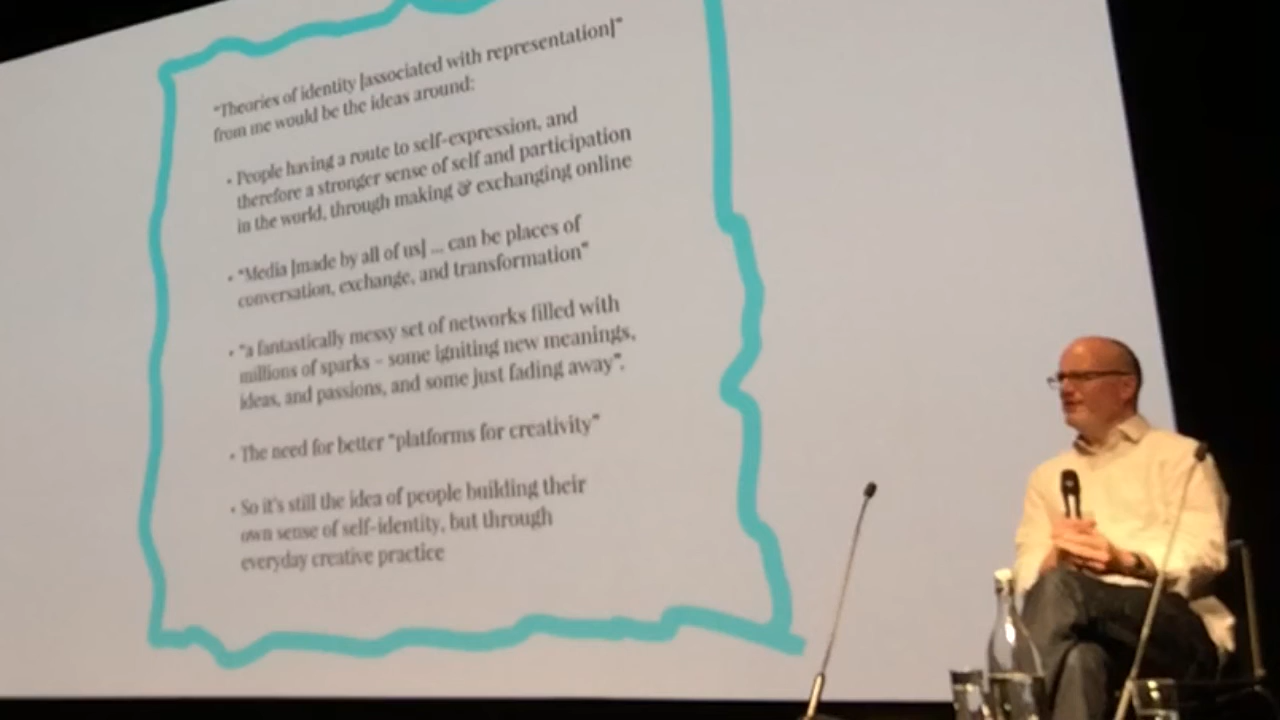 "Theories of identity [associated with representation]"
from me would be the ideas around:
• People having a route to self-expression, and
therefore a stronger sense of self and participation
in the world, through making & exchanging online
• "Media [made by all of us] ... can be places of
conversation, exchange, and transformation"
• "a fantastically messy set of networks filled with
millions of sparks – some igniting new meanings,
ideas, and passions, and some just fading away".
• The need for better "platforms for creativity"
• So it's still the idea of people building their
own sense of self-identity, but through
everyday creative practice